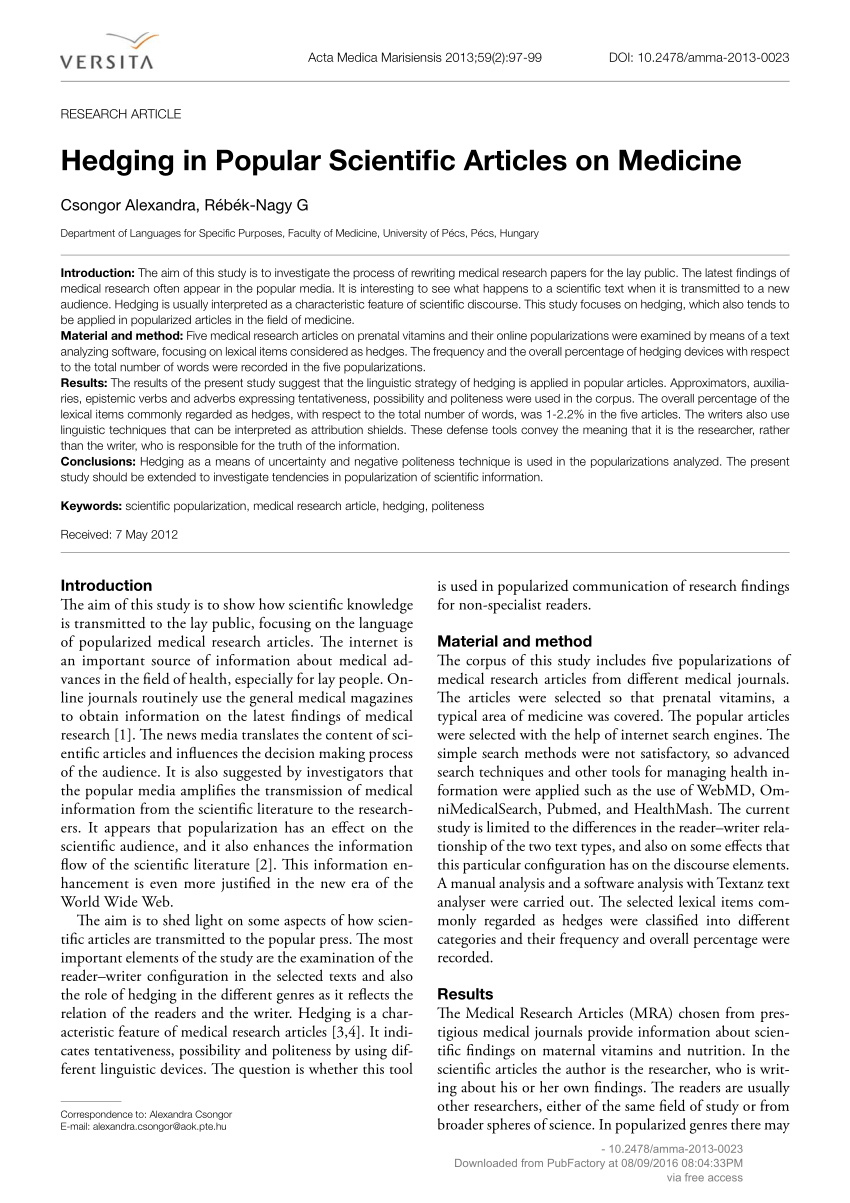 VERSITA
Acta Medica Marisiensis 2013;59(2):97-99
DOI: 10.2478/amma-2013-0023
RESEARCH ARTICLE
Hedging in Popular Scientific Articles on Medicine
Csongor Alexandra, Rébék-Nagy G
Department of Languages for Specific Purposes, Faculty of Medicine, University of Pécs, Pécs, Hungary
Introduction: The aim of this study is to investigate the process of rewriting medical research papers for the lay public. The latest findings of
medical research often appear in the popular media. It is interesting to see what happens to a scientific text when it is transmitted to a new
audience. Hedging is usually interpreted as a characteristic feature of scientific discourse. This study focuses on hedging, which also tends to
be applied in popularized articles in the field of medicine.
Material and method: Five medical research articles on prenatal vitamins and their online popularizations were examined by means of a text
analyzing software, focusing on lexical items considered as hedges. The frequency and the overall percentage of hedging devices with respect
to the total number of words were recorded in the five popularizations.
Results: The results of the present study suggest that the linguistic strategy of hedging is applied in popular articles. Approximators, auxilia-
ries, epistemic verbs and adverbs expressing tentativeness, possibility and politeness were used in the corpus. The overall percentage of the
lexical items commonly regarded as hedges, with respect to the total number of words, was 1-2.2% in the five articles. The writers also use
linguistic techniques that can be interpreted as attribution shields. These defense tools convey the meaning that it is the researcher, rather
than the writer, who is responsible for the truth of the information.
Conclusions: Hedging as a means of uncertainty and negative politeness technique is used in the popularizations analyzed. The present
study should be extended to investigate tendencies in popularization of scientific information.
Keywords: scientific popularization, medical research article, hedging, politeness
Received: 7 May 2012
Introduction
The aim of this study is to show how scientific knowledge
is transmitted to the lay public, focusing on the language
of popularized medical research articles. The internet is
an important source of information about medical ad-
vances in the field of health, especially for lay people. On-
line journals routinely use the general medical magazines
to obtain information on the latest findings of medical
research [1]. The news media translates the content of sci-
entific articles and influences the decision making process
of the audience. It is also suggested by investigators that
the popular media amplifies the transmission of medical
information from the scientific literature to the research-
ers. It appears that popularization has an effect on the
scientific audience, and it also enhances the information
flow of the scientific literature [2]. This information en-
hancement is even more justified in the new era of the
World Wide Web.
The aim is to shed light on some aspects of how scien-
tific articles are transmitted to the popular press. The most
important elements of the study are the examination of the
reader–writer configuration in the selected texts and also
the role of hedging in the different genres as it reflects the
relation of the readers and the writer. Hedging is a char-
acteristic feature of medical research articles [3,4]. It indi-
cates tentativeness, possibility and politeness by using dif-
ferent linguistic devices. The question is whether this tool
Correspondence to: Alexandra Csongor
E-mail: alexandra.csongor@aok.pte.hu
is used in popularized communication of research findings
for non-specialist readers.
Material and method
The corpus of this study includes five popularizations of
medical research articles from different medical journals.
The articles were selected so that prenatal vitamins, a
typical area of medicine was covered. The popular articles
were selected with the help of internet search engines. The
simple search methods were not satisfactory, so advanced
search techniques and other tools for managing health in-
formation were applied such as the use of WebMD, Om-
niMedicalSearch, Pubmed, and HealthMash. The current
study is limited to the differences in the reader–writer rela-
tionship of the two text types, and also on some effects that
this particular configuration has on the discourse elements.
A manual analysis and a software analysis with Textanz text
analyser were carried out. The selected lexical items com-
monly regarded as hedges were classified into different
categories and their frequency and overall percentage were
recorded.
Results
The Medical Research Articles (MRA) chosen from pres-
tigious medical journals provide information about scien-
tific findings on maternal vitamins and nutrition. In the
scientific articles the author is the researcher, who is writ-
ing about his or her own findings. The readers are usually
other researchers, either of the same field of study or from
broader spheres of science. In popularized genres there may
- 10.2478/amma-2013-0023
Downloaded from PubFactory at 08/09/2016 08:04:33PM
via free access